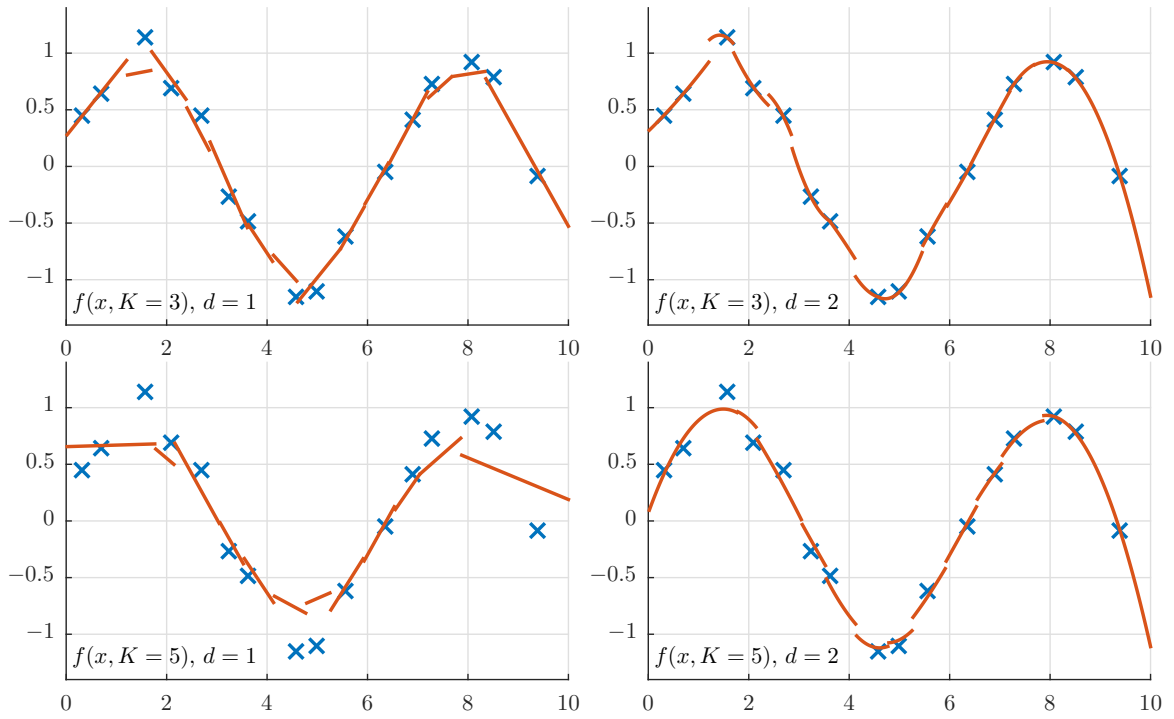 1
0.5
0
−0.5
−1
f(x, K = 3), d = 1
0 2 4 6 8 10
1
0.5
0
−0.5
−1
f(x, K = 3), d = 2
0 2 4 6 8 10
1
0.5
0
−0.5
−1
f(x, K = 5), d = 1
0 2 4 6 8 10
1
0.5
0
−0.5
−1
f(x, K = 5), d = 2
0 2 4 6 8 10